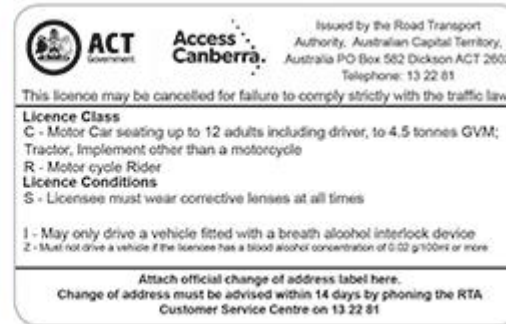 ACT
Government
Access
Canberra.
Issued by the Road Transport
Authority, Australian Capital Territory,
Australia PO Box 582 Dickson ACT
Telephone: 13 22 81
This licence may be cancelled for failure to comply strictly with the traffic law
Licence Class
C - Motor Car seating up to 12 adults including driver, to 4.5 tonnes GVM;
Tractor, Implement other than a motorcycle
R - Motor cycle Rider
Licence Conditions
S - Licensee must wear corrective lenses at all times
I - May only drive a vehicle fitted with a breath alcohol interlock device
Z - Must not drive a vehicle if the licencee has a blood alcohol concentration of 0.02 g/100ml or more
Attach official change of address label here.
Change of address must be advised within 14 days by phoning the RTA
Customer Service Centre on 13 22 81